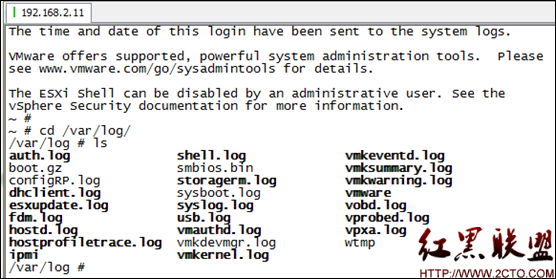 192.168.2.11
The time and date of this login have been sent to the system logs.
VMware offers supported, powerful system administration tools.  Please
see www.vmware.com/go/sysadmintools for details.
The ESXi Shell can be disabled by an administrative user. See the
vSphere Security documentation for more information.
~ #
~ # cd /var/log/
/var/log # ls
auth.log shell.log vmkeventd.log
boot.gz smbios.bin vmksummary.log
configRP.log storagerm.log vmkwarning.log
dhclient.log sysboot.log vmware
esxupdate.log syslog.log vobd.log
fdm.log usb.log vprobed.log
hostd.log vmauthd.log vpxa.log
hostprofiletrace.log vmkdevmgr.log wtmp
ipmi vmkernel.log
/var/log #
红黑联盟
HTTP://WWW.2CTO.COM